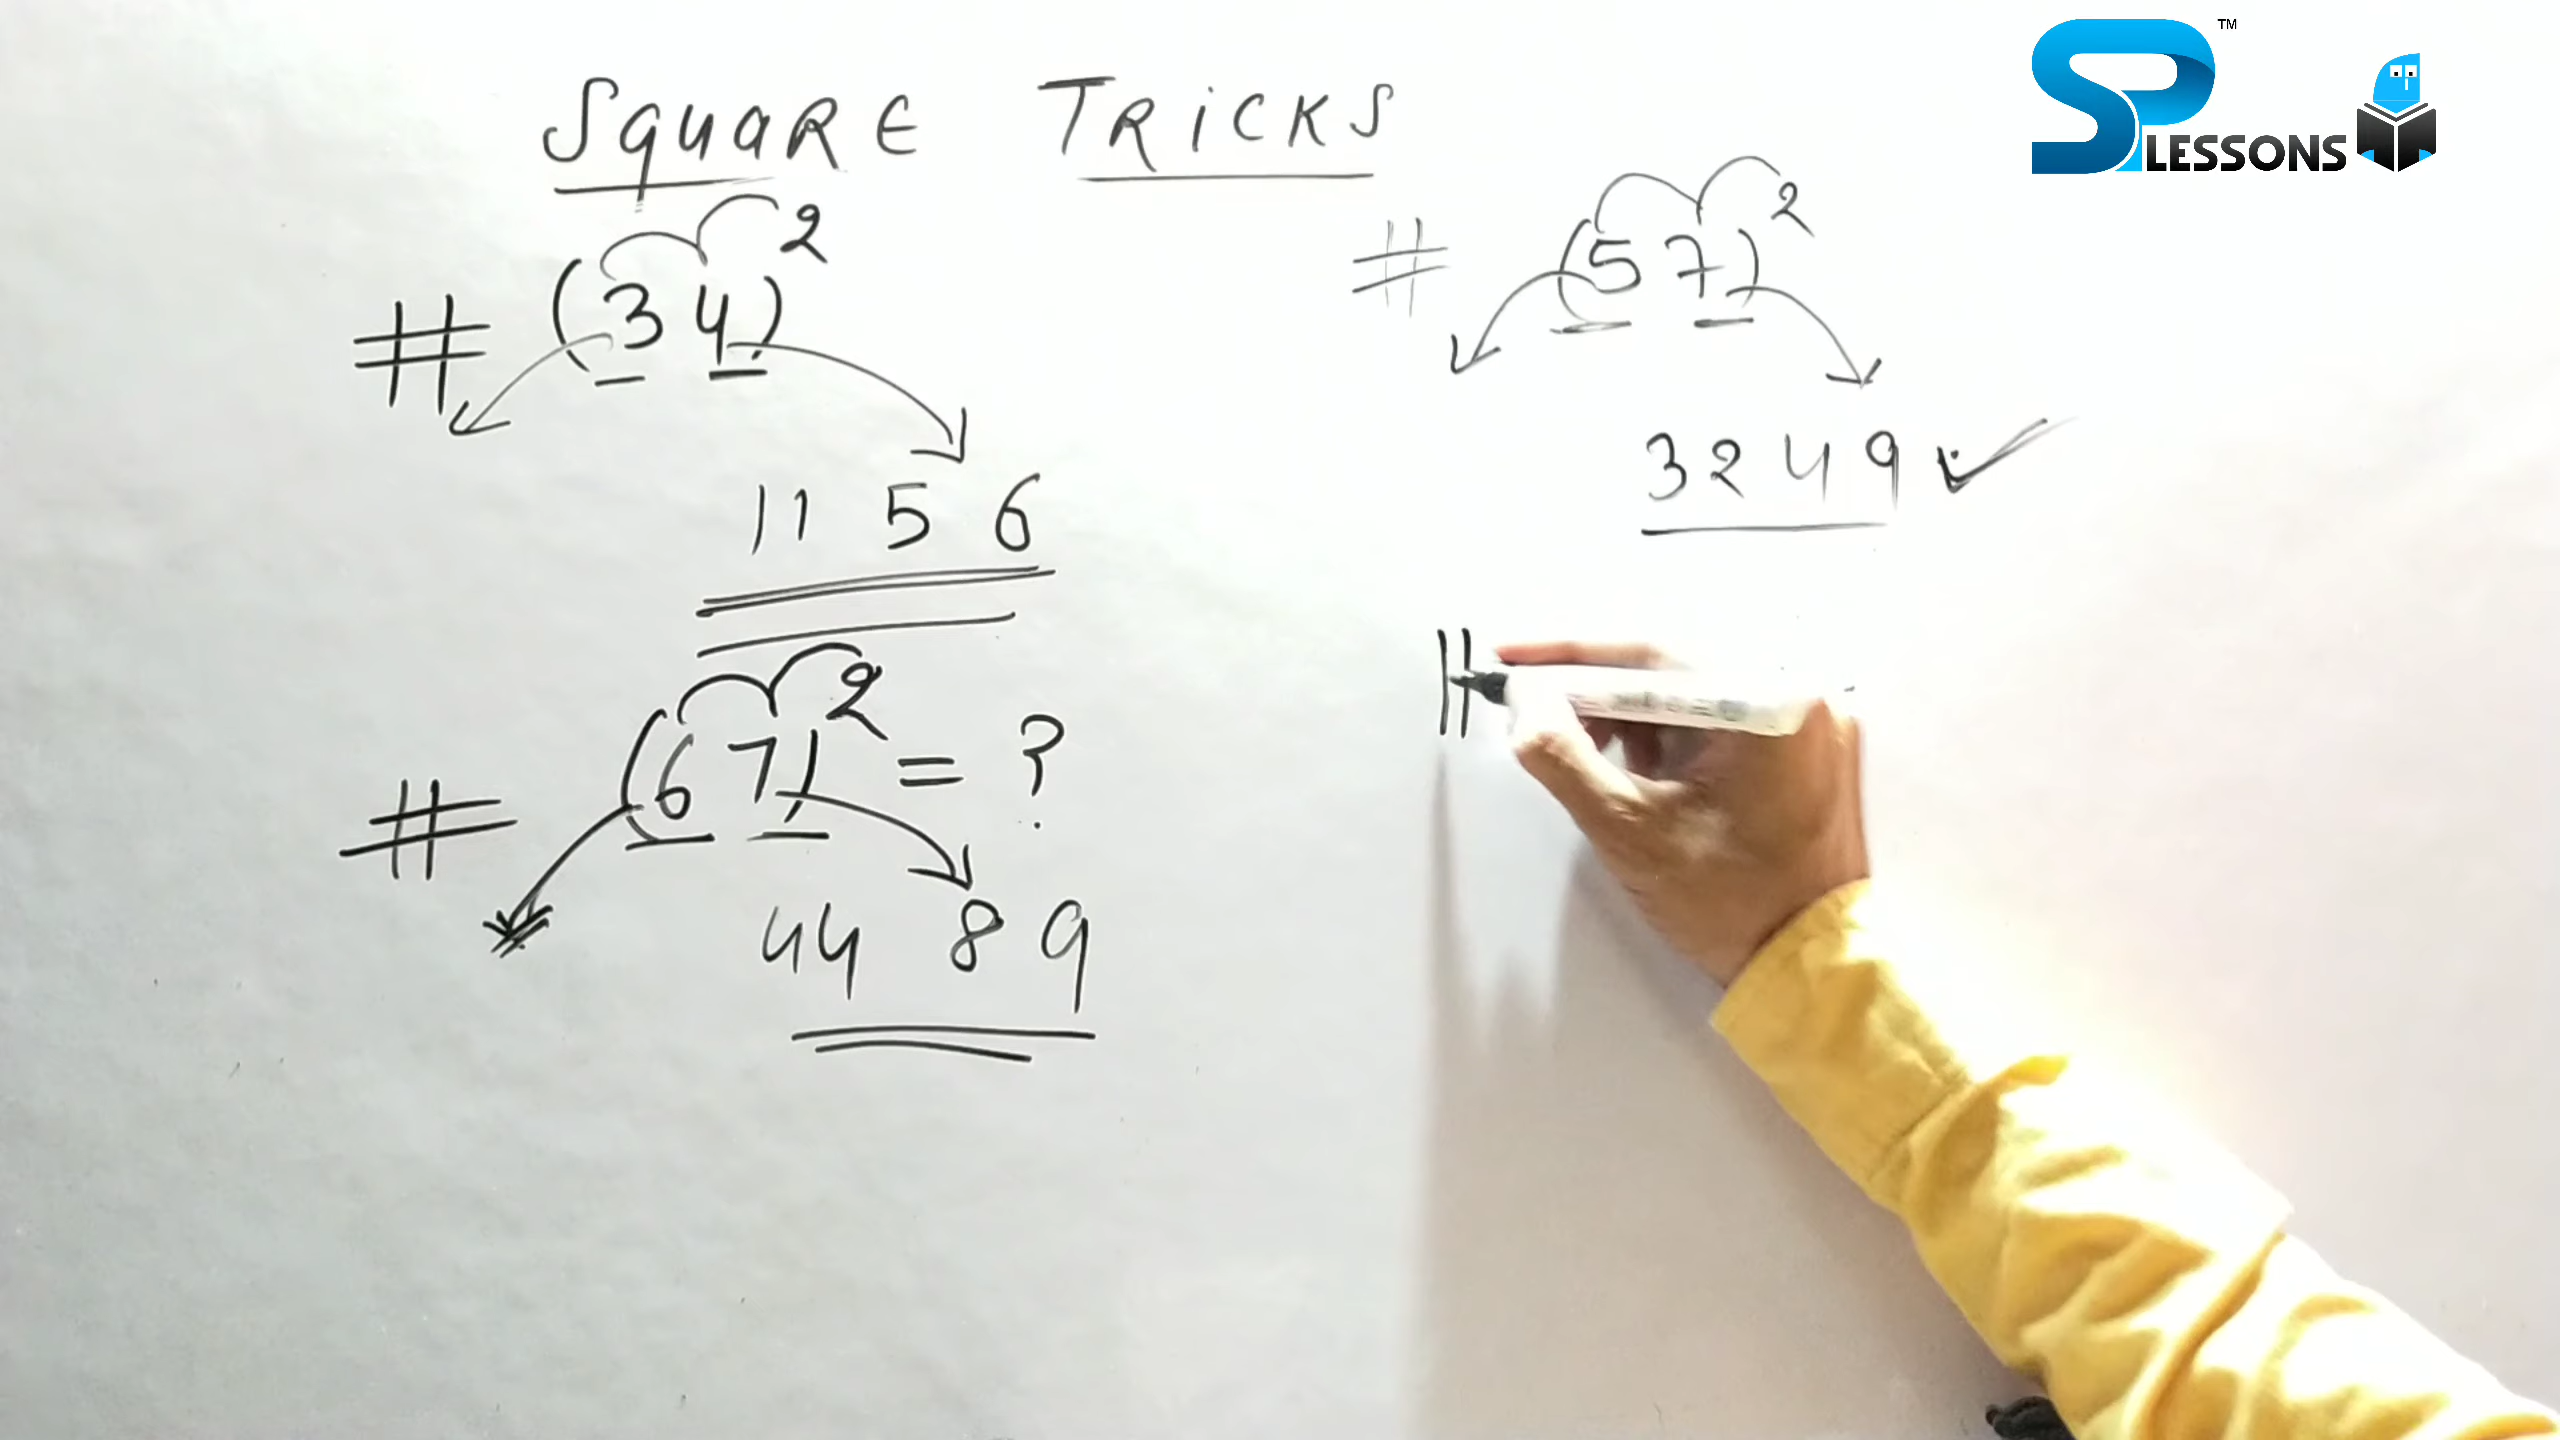 SQUARE TRICKS
# (34)²
1156
# (67)² = ?
4489
# (57)²
3249 ✓
SP LESSONS ™